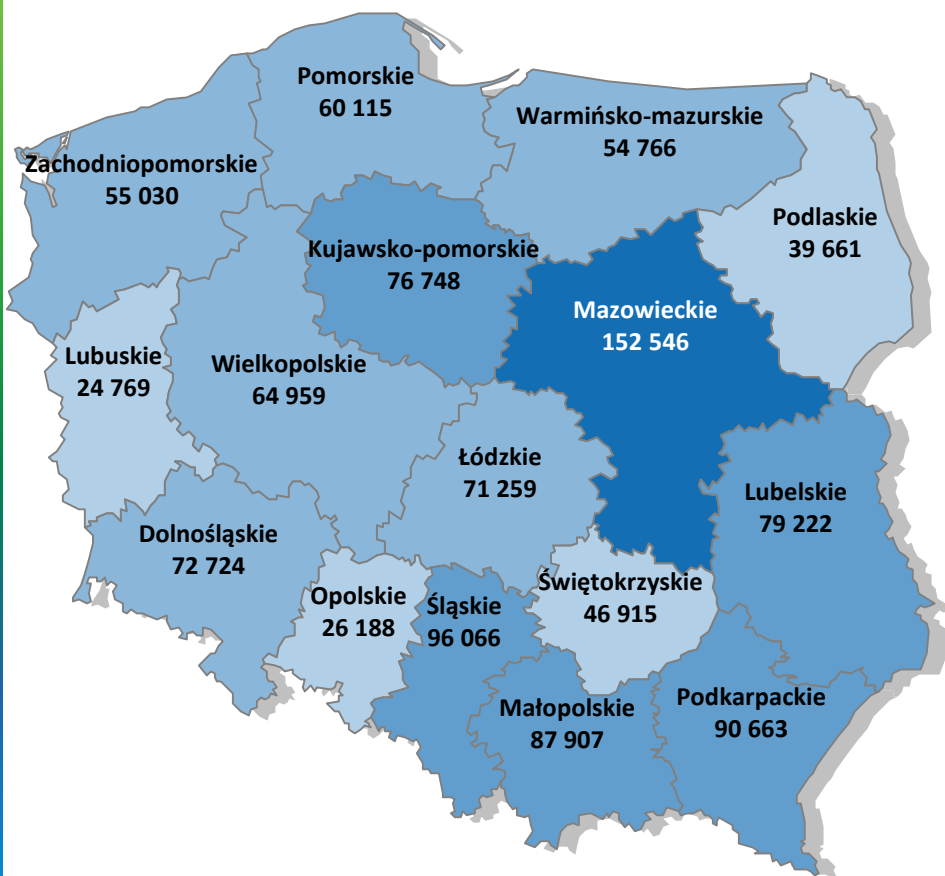 Pomorskie
60 115
Warmińsko-mazurskie
54 766
Zachodniopomorskie
55 030
Podlaskie
39 661
Kujawsko-pomorskie
76 748
Mazowieckie
152 546
Lubuskie
24 769
Wielkopolskie
64 959
Łódzkie
71 259
Lubelskie
79 222
Dolnośląskie
72 724
Opolskie
26 188
Śląskie
96 066
Świętokrzyskie
46 915
Małopolskie
87 907
Podkarpackie
90 663